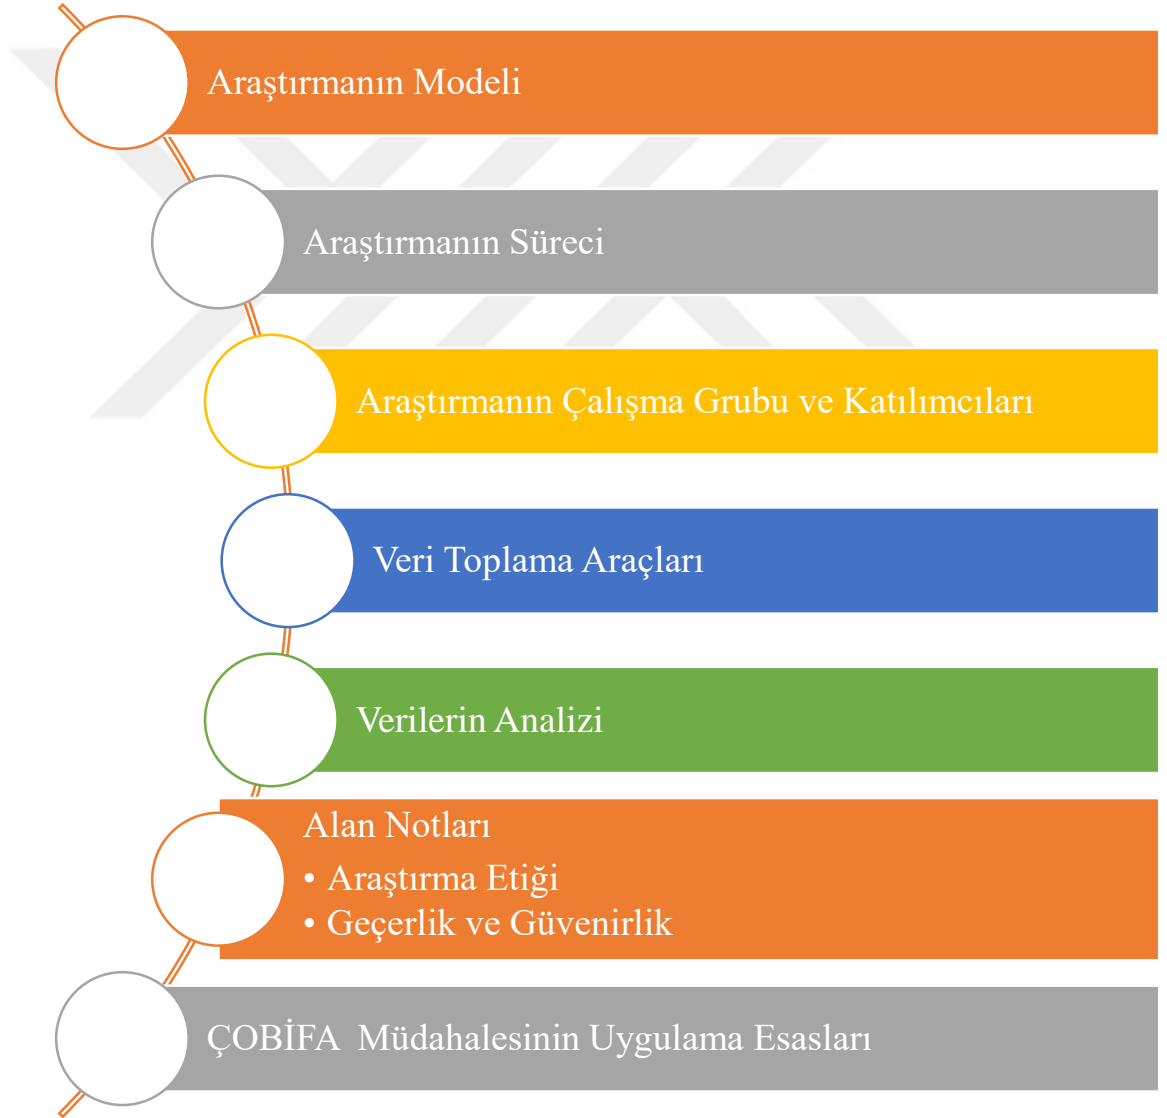 Araştırmanın Modeli
Araştırmanın Süreci
Araştırmanın Çalışma Grubu ve Katılımcıları
Veri Toplama Araçları
Verilerin Analizi
Alan Notları
• Araştırma Etiği
• Geçerlik ve Güvenirlik
ÇOBİFA  Müdahalesinin Uygulama Esasları